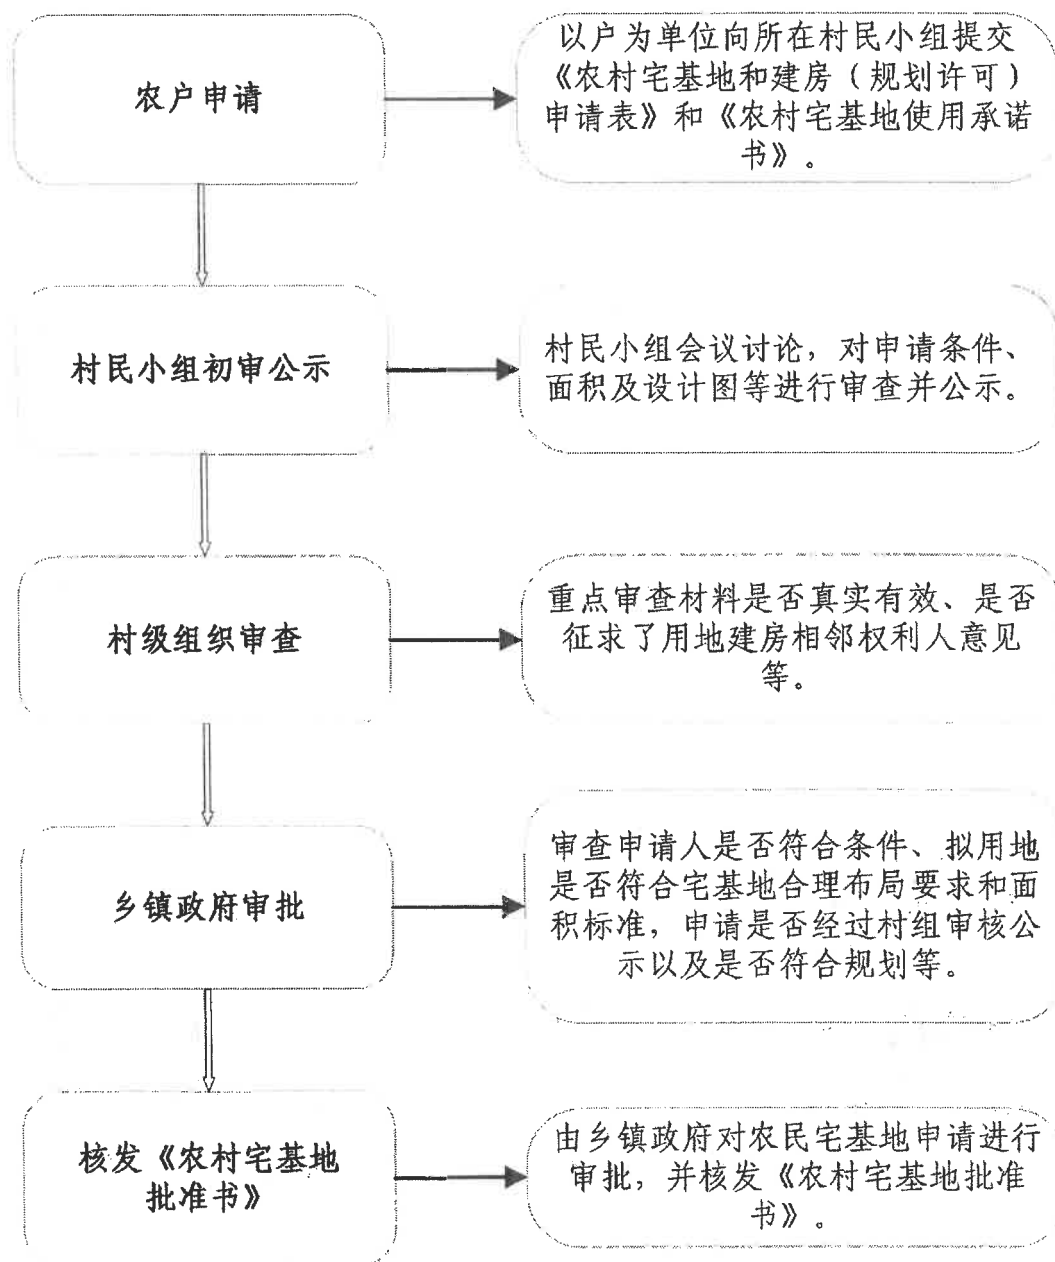 农户申请
以户为单位向所在村民小组提交
《农村宅基地和建房（规划许可）
申请表》和《农村宅基地使用承诺
书》。
村民小组初审公示
村民小组会议讨论，对申请条件、
面积及设计图等进行审查并公示。
村级组织审查
重点审查材料是否真实有效、是否
征求了用地建房相邻权利人意见
等。
乡镇政府审批
审查申请人是否符合条件、拟用地
是否符合宅基地合理布局要求和面
积标准，申请是否经过村组审核公
示以及是否符合规划等。
核发《农村宅基地
批准书》
由乡镇政府对农民宅基地申请进行
审批，并核发《农村宅基地批准
书》。